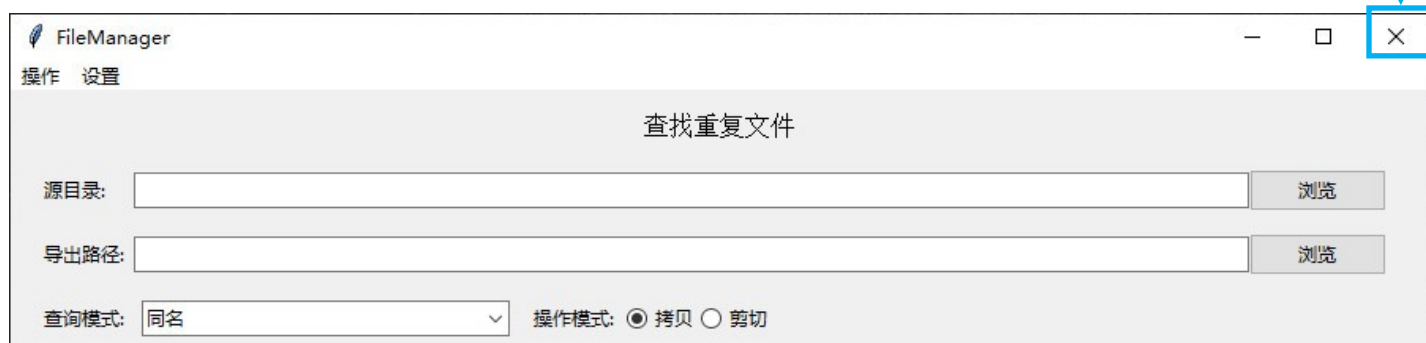 FileManager
操作 设置
查找重复文件
源目录: 浏览
导出路径: 浏览
查询模式: 同名 操作模式: 拷贝 剪切